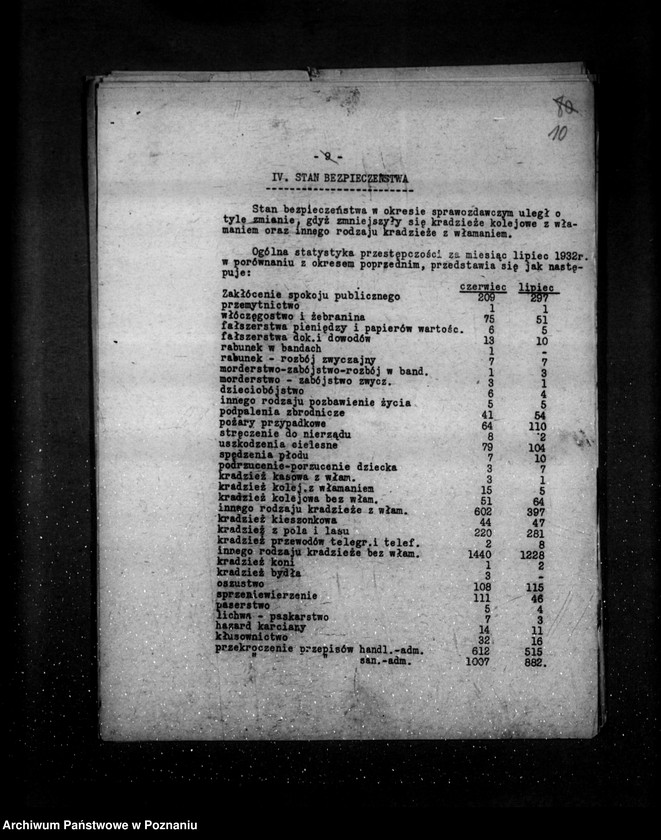 80
10
- 9 -
IV. STAN BEZPIECZEŃSTWA
Stan bezpieczeństwa w okresie sprawozdawczym uległ o
tyle zmianie, gdyż zmniejszyły się kradzieże kolejowe z wła-
maniem oraz innego rodzaju kradzieże z włamaniem.
Ogólna statystyka przestępczości za miesiąc lipiec 1932r.
w porównaniu z okresem poprzednim, przedstawia się jak nastę-
puje:
czerwiec lipiec
Zakłócenie spokoju publicznego 209 297
przemytnictwo 1 1
włóczęgostwo i żebranina 75 51
fałszerstwa pieniędzy i papierów wartośc. 6 5
fałszerstwa dok.i dowodów 13 10
rabunek w bandach 1 -
rabunek - rozbój zwyczajny 7 7
morderstwo-zabójstwo-rozbój w band. 1 3
morderstwo - zabójstwo zwycz. 3 1
dzieciobójstwo 6 4
innego rodzaju pozbawienie życia 5 5
podpalenia zbrodnicze 41 54
pożary przypadkowe 64 110
stręczenie do nierządu 8 2
uszkodzenia cielesne 79 104
spędzenia płodu 7 10
podrzucenie-porzucenie dziecka 3 7
kradzież kasowa z włam. 3 1
kradzież kolej.z włamaniem 15 5
kradzież kolejowa bez włam. 51 64
innego rodzaju kradzieże z włam. 602 397
kradzież kieszonkowa 44 47
kradzież z pola i lasu 220 281
kradzież przewodów telegr.i telef. 2 8
innego rodzaju kradzieże bez włam. 1440 1228
kradzież koni 1 2
kradzież bydła 3 -
oszustwo 108 115
sprzeniewierzenie 111 46
paserstwo 5 4
lichwa - paskarstwo 7 3
hazard karciany 14 11
kłusownictwo 32 16
przekroczenie przepisów handl.-adm. 612 515
" " san.-adm. 1007 882.
Archiwum Państwowe w Poznaniu